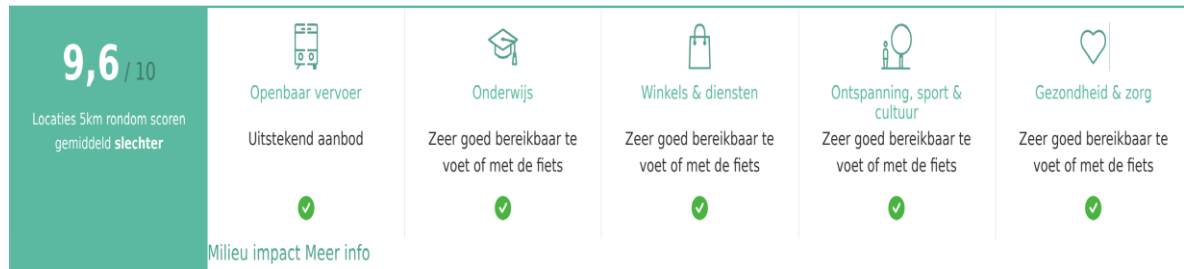 9,6 / 10
Locaties 5km rondom scoren
gemiddeld slechter
Openbaar vervoer
Uitstekend aanbod
Onderwijs
Zeer goed bereikbaar te
voet of met de fiets
Winkels & diensten
Zeer goed bereikbaar te
voet of met de fiets
Ontspanning, sport &
cultuur
Zeer goed bereikbaar te
voet of met de fiets
Gezondheid & zorg
Zeer goed bereikbaar te
voet of met de fiets
Milieu impact Meer info